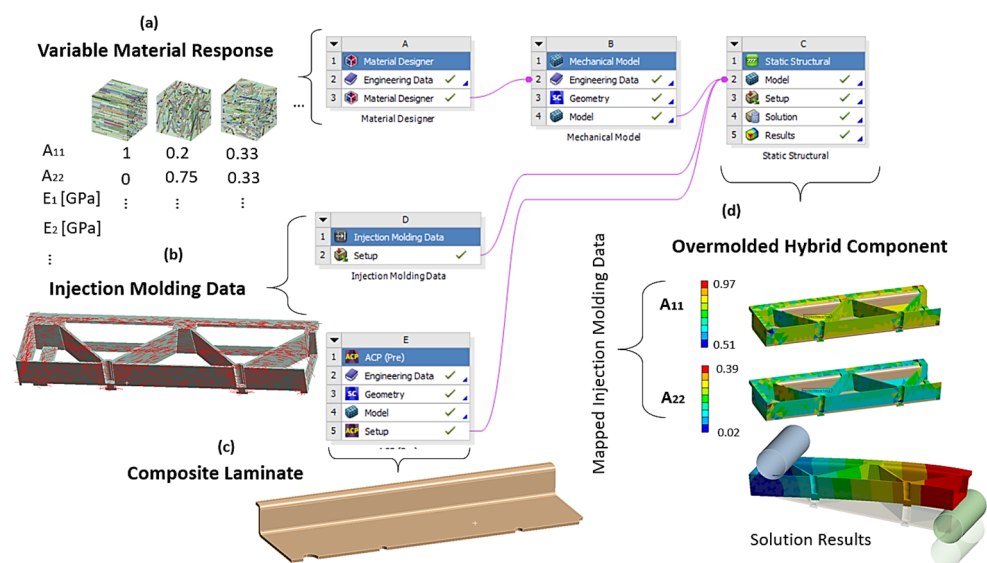 (a)
Variable Material Response
A11 1 0.2 0.33
A22 0 0.75 0.33
E1 [GPa] ⋮ ⋮ ⋮
E2 [GPa]
⋮
...
A
1 Material Designer
2 Engineering Data
3 Material Designer
Material Designer
B
1 Mechanical Model
2 Engineering Data
3 SC Geometry
4 Model
Mechanical Model
C
1 Static Structural
2 Model
3 Setup
4 Solution
5 Results
Static Structural
(b)
Injection Molding Data
D
1 Injection Molding Data
2 Setup
Injection Molding Data
E
1 ACP ACP (Pre)
2 Engineering Data
3 SC Geometry
4 Model
5 ACP Setup
(c)
Composite Laminate
(d)
Overmolded Hybrid Component
Mapped Injection Molding Data
A11
0.97
0.51
A22
0.39
0.02
Solution Results